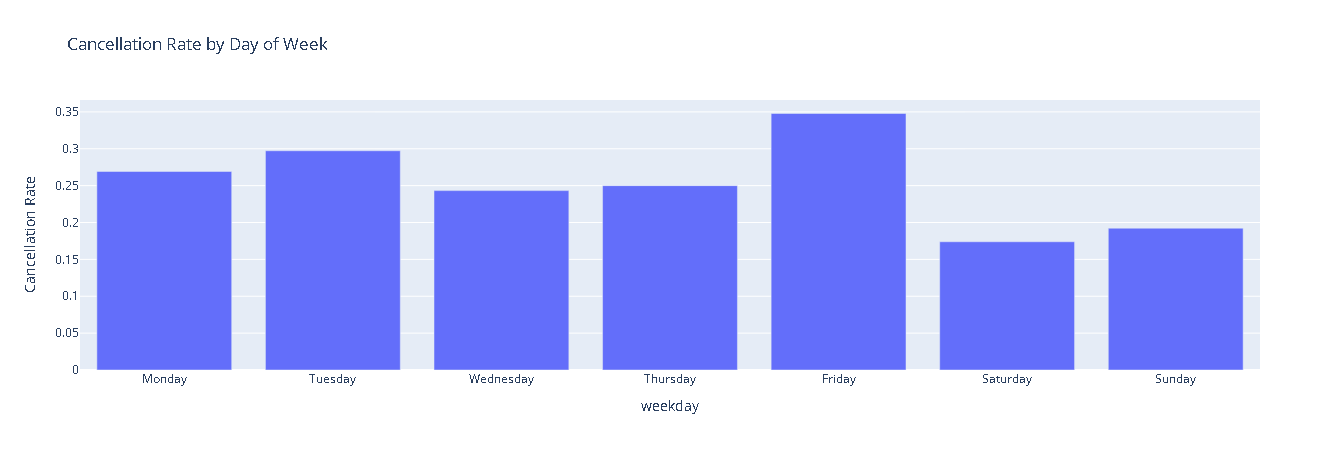 Cancellation Rate by Day of Week
0.35
0.3
0.25
0.2
0.15
0.1
0.05
0
Cancellation Rate
Monday Tuesday Wednesday Thursday Friday Saturday Sunday
weekday